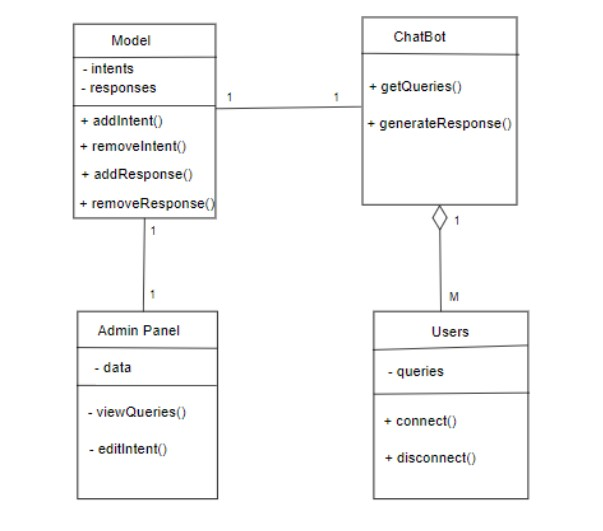 Model
- intents
- responses
+ addIntent()
+ removeIntent()
+ addResponse()
+ removeResponse()
1
1
ChatBot
+ getQueries()
+ generateResponse()
1
1
1
M
Admin Panel
- data
- viewQueries()
- editIntent()
Users
- queries
+ connect()
+ disconnect()